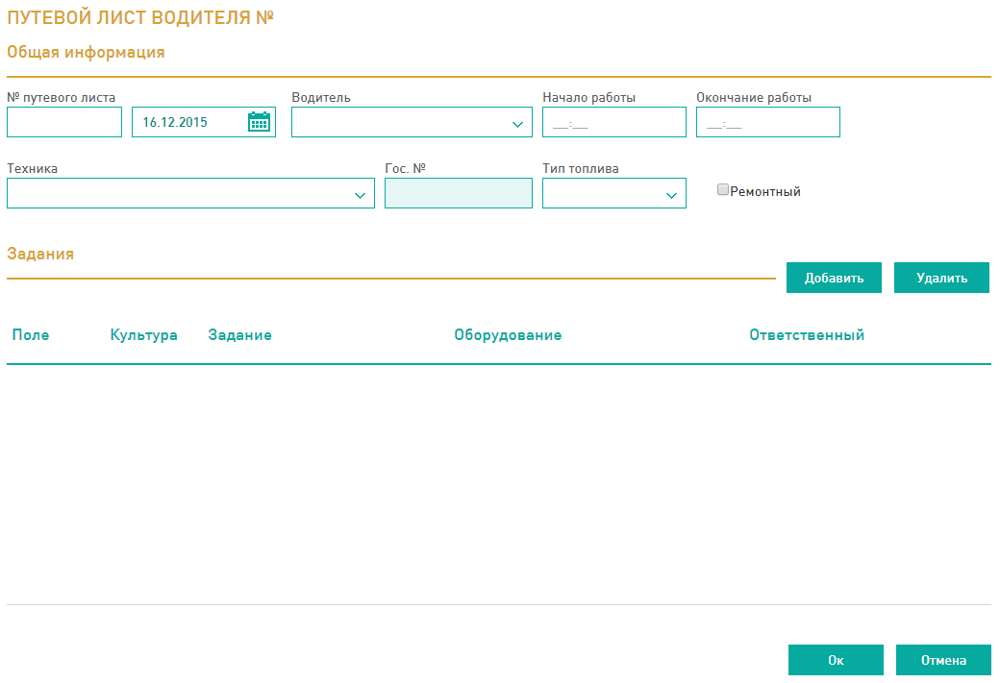 ПУТЕВОЙ ЛИСТ ВОДИТЕЛЯ №
Общая информация
№ путевого листа Водитель Начало работы Окончание работы
16.12.2015 __:__ __:__
Техника Гос. № Тип топлива
Ремонтный
Задания
Добавить Удалить
Поле Культура Задание Оборудование Ответственный
Ок Отмена